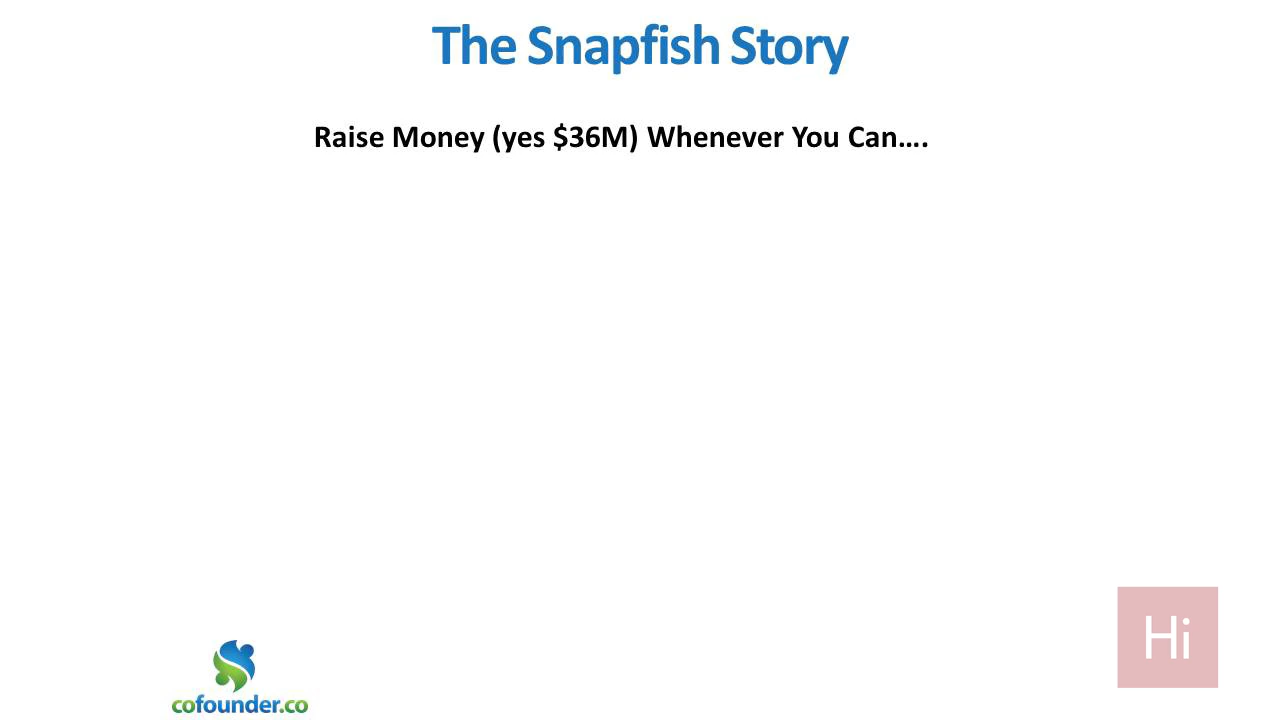 The Snapfish Story
Raise Money (yes $36M) Whenever You Can….
Hi
cofounder.co